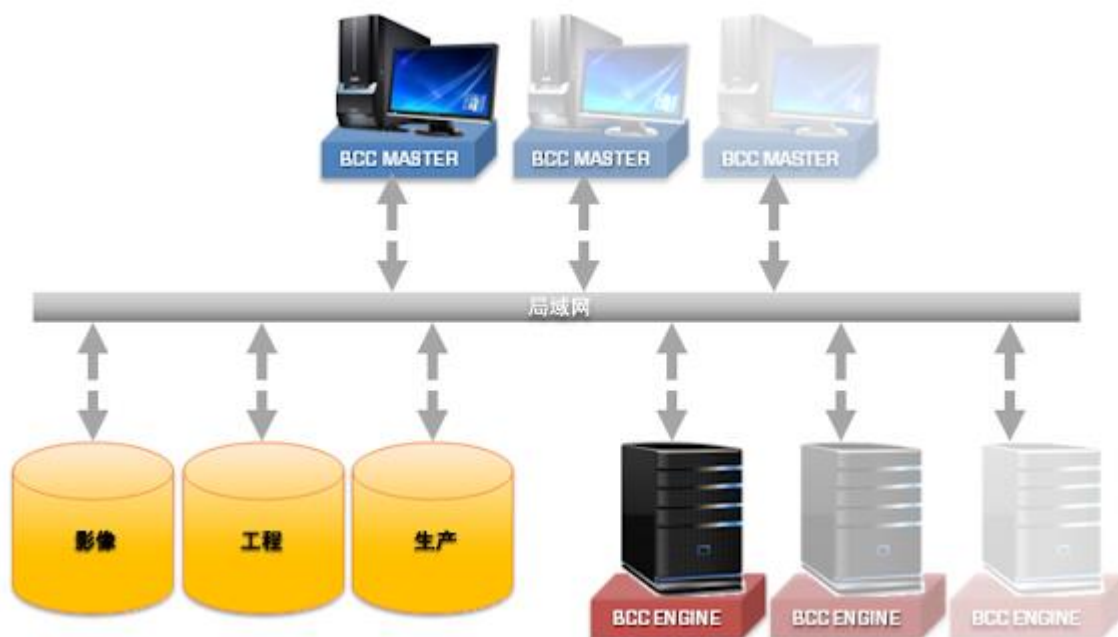 BCC MASTER
BCC MASTER
BCC MASTER
局域网
影像
工程
生产
BCC ENGINE
BCC ENGINE
BCC ENGINE